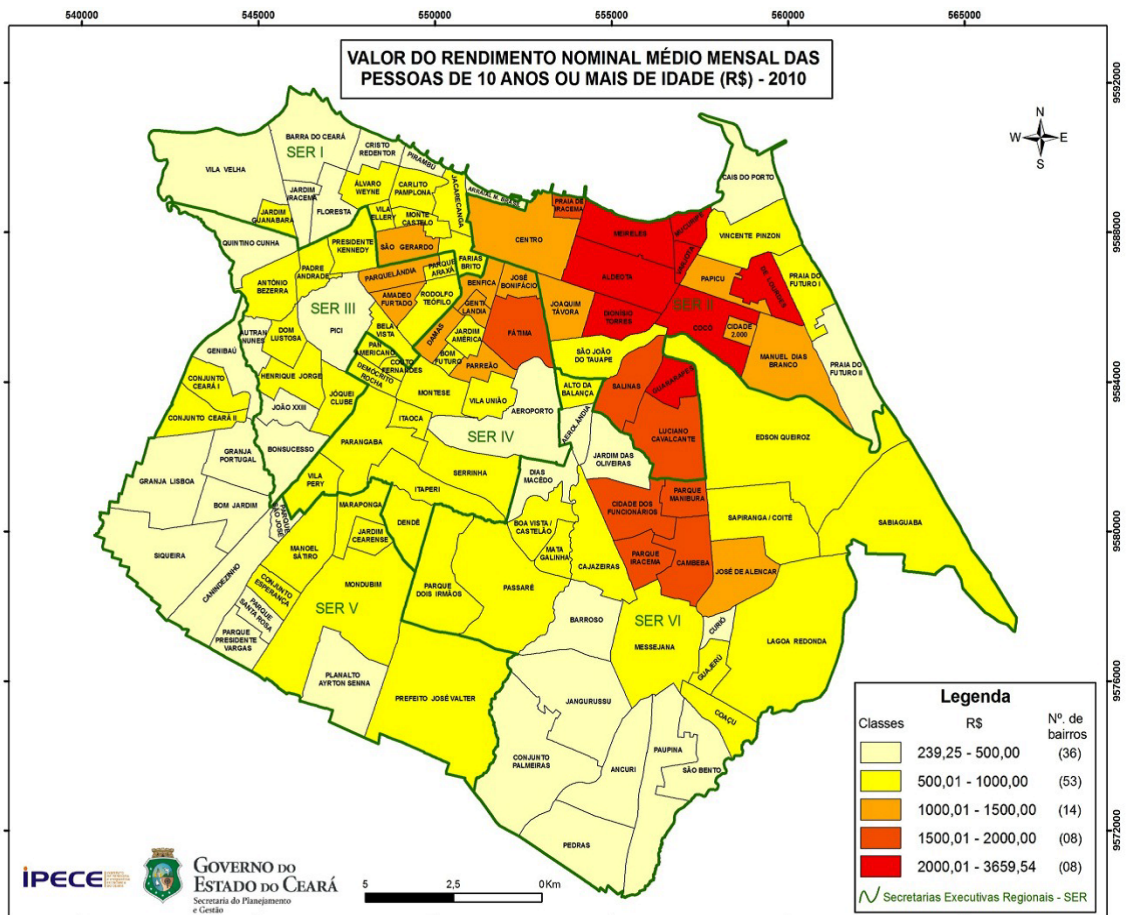 540000
545000
550000
555000
560000
565000
VALOR DO RENDIMENTO NOMINAL MÉDIO MENSAL DAS
PESSOAS DE 10 ANOS OU MAIS DE IDADE (R$) - 2010
9592000
9588000
9584000
9580000
9576000
9572000
N
W
E
S
BARRA DO CEARÁ
SER I
CRISTO
REDENTOR
PIRAMBÚ
VILA VELHA
JARDIM
IRACEMA
FLORESTA
ÁLVARO
WEYNE
CARLITO
PAMPLONA
JACARECANGA
ARRAIAL M. BRASIL
PRAIA DE
IRACEMA
CAIS DO PORTO
JARDIM
GUANABARA
VILA
ELLERY
MONTE
CASTELO
CENTRO
MEIRELES
MUCURIPE
VINCENTE PINZON
QUINTINO CUNHA
PRESIDENTE
KENNEDY
SÃO GERARDO
FARIAS
BRITO
ALDEOTA
VARJOTA
PAPICU
DE LOURDES
PRAIA DO
FUTURO I
ANTÔNIO
BEZERRA
PADRE
ANDRADE
PARQUELÂNDIA
PARQUE
ARAXÁ
BENFICA
JOSÉ
BONIFÁCIO
SER II
SER III
PICI
AMADEO
FURTADO
RODOLFO
TEÓFILO
GENTI
LANDIA
JOAQUIM
TÁVORA
DIONÍSIO
TORRES
COCÓ
CIDADE
2.000
AUTRAN
NUNES
DOM
LUSTOSA
BELA
VISTA
DAMAS
JARDIM
AMÉRICA
FÁTIMA
MANUEL DIAS
BRANCO
PRAIA DO
FUTURO II
GENIBAÚ
PAN
AMERICANO
COUTO
FERNANDES
BOM
FUTURO
PARREÃO
SÃO JOÃO
DO TAUAPE
CONJUNTO
CEARÁ I
HENRIQUE JORGE
DEMÓCRITO
ROCHA
MONTESE
VILA UNIÃO
ALTO DA
BALANÇA
SALINAS
GUARARAPES
JOÃO XXIII
JÓQUEI
CLUBE
ITAOCA
AEROPORTO
AEROLÂNDIA
CONJUNTO CEARÁ II
LUCIANO
CAVALCANTE
EDSON QUEIROZ
SER IV
PARANGABA
GRANJA
PORTUGAL
BONSUCESSO
JARDIM DAS
OLIVEIRAS
SERRINHA
DIAS
MACÊDO
GRANJA LISBOA
VILA
PERY
ITAPERI
BOM JARDIM
PARQUE
SÃO JOSÉ
MARAPONGA
DENDÊ
CIDADE DOS
FUNCIONÁRIOS
PARQUE
MANIBURA
SAPIRANGA / COITÉ
SABIAGUABA
BOA VISTA /
CASTELÃO
JARDIM
CEARENSE
SIQUEIRA
MANOEL
SÁTIRO
MATA
GALINHA
CAJAZEIRAS
PARQUE
IRACEMA
CAMBEBA
JOSÉ DE ALENCAR
CANINDEZINHO
CONJUNTO
ESPERANÇA
MONDUBIM
PARQUE
DOIS IRMÃOS
PASSARÉ
PARQUE
SANTA ROSA
SER V
BARROSO
SER VI
MESSEJANA
CURIÓ
LAGOA REDONDA
PARQUE
PRESIDENTE
VARGAS
GUAJERÚ
PLANALTO
AYRTON SENNA
PREFEITO JOSÉ VALTER
JANGURUSSU
COAÇU
CONJUNTO
PALMEIRAS
ANCURI
PAUPINA
SÃO BENTO
PEDRAS
Legenda
Classes
R$
Nº. de
bairros
239,25 - 500,00 (36)
500,01 - 1000,00 (53)
1000,01 - 1500,00 (14)
1500,01 - 2000,00 (08)
2000,01 - 3659,54 (08)
Secretarias Executivas Regionais - SER
IPECE
GOVERNO DO
ESTADO DO CEARÁ
Secretaria do Planejamento
e Gestão
5
2,5
0 Km